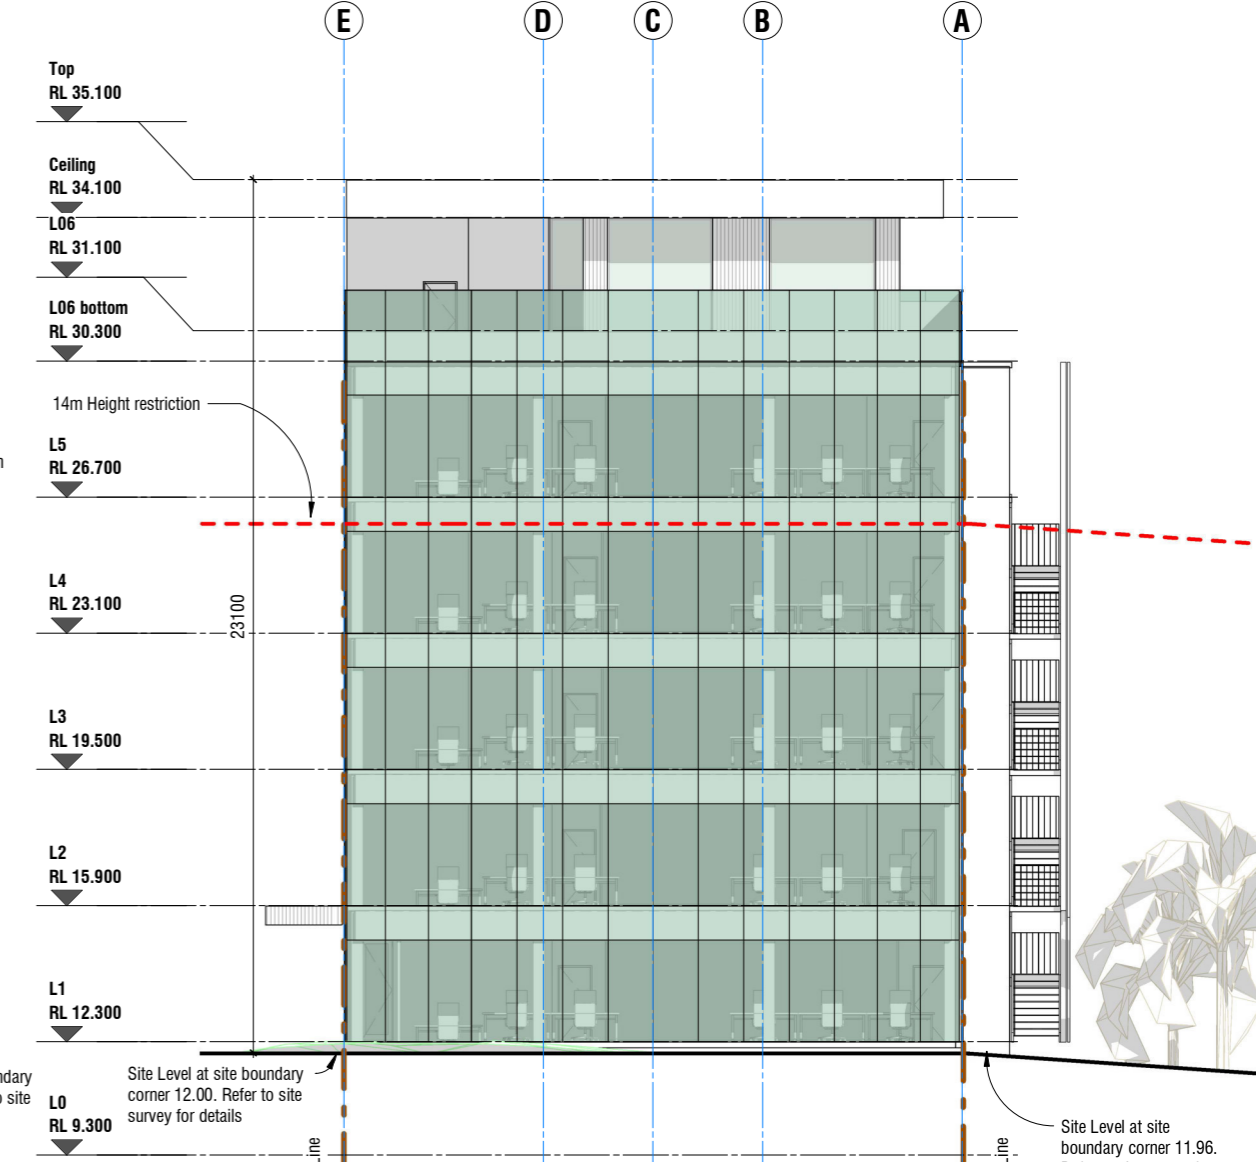 E D C B A
Top
RL 35.100
Ceiling
RL 34.100
L06
RL 31.100
L06 bottom
RL 30.300
14m Height restriction
L5
RL 26.700
L4
RL 23.100
23100
L3
RL 19.500
L2
RL 15.900
L1
RL 12.300
Site Level at site boundary
corner 12.00. Refer to site
survey for details
L0
RL 9.300
Site Level at site
boundary corner 11.96.